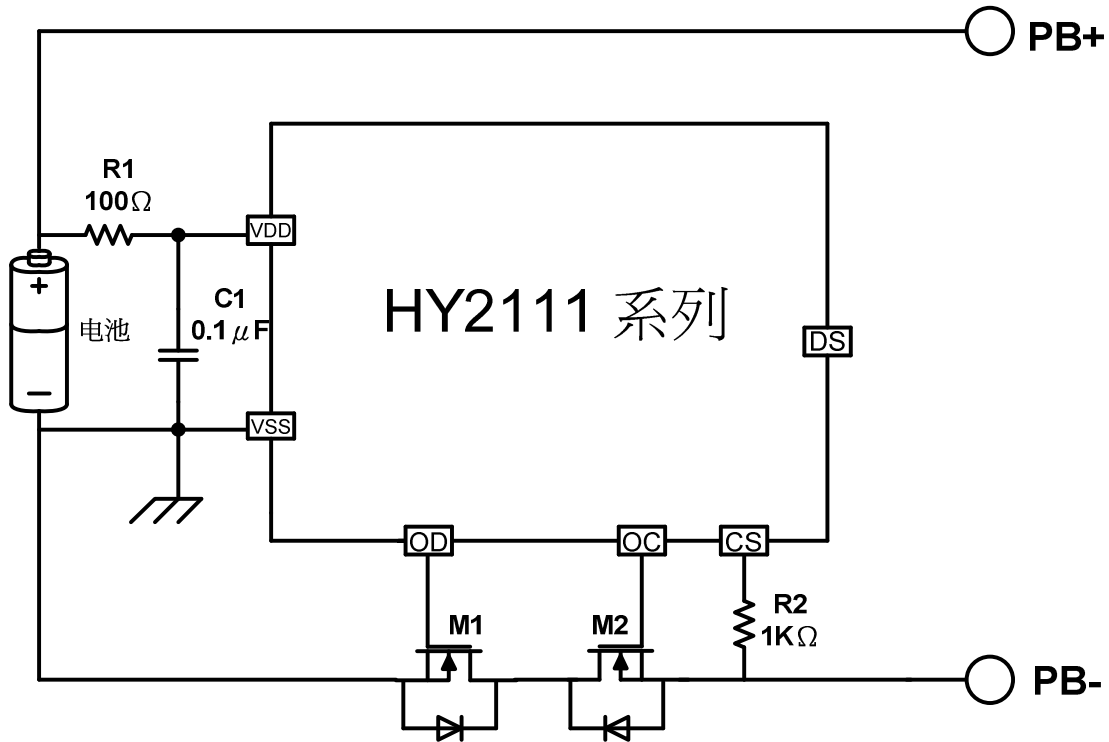 PB+
R1
100Ω
VDD
+
电池
C1
0.1μF
HY2111 系列
DS
VSS
OD
OC
CS
M1
M2
R2
1KΩ
PB-